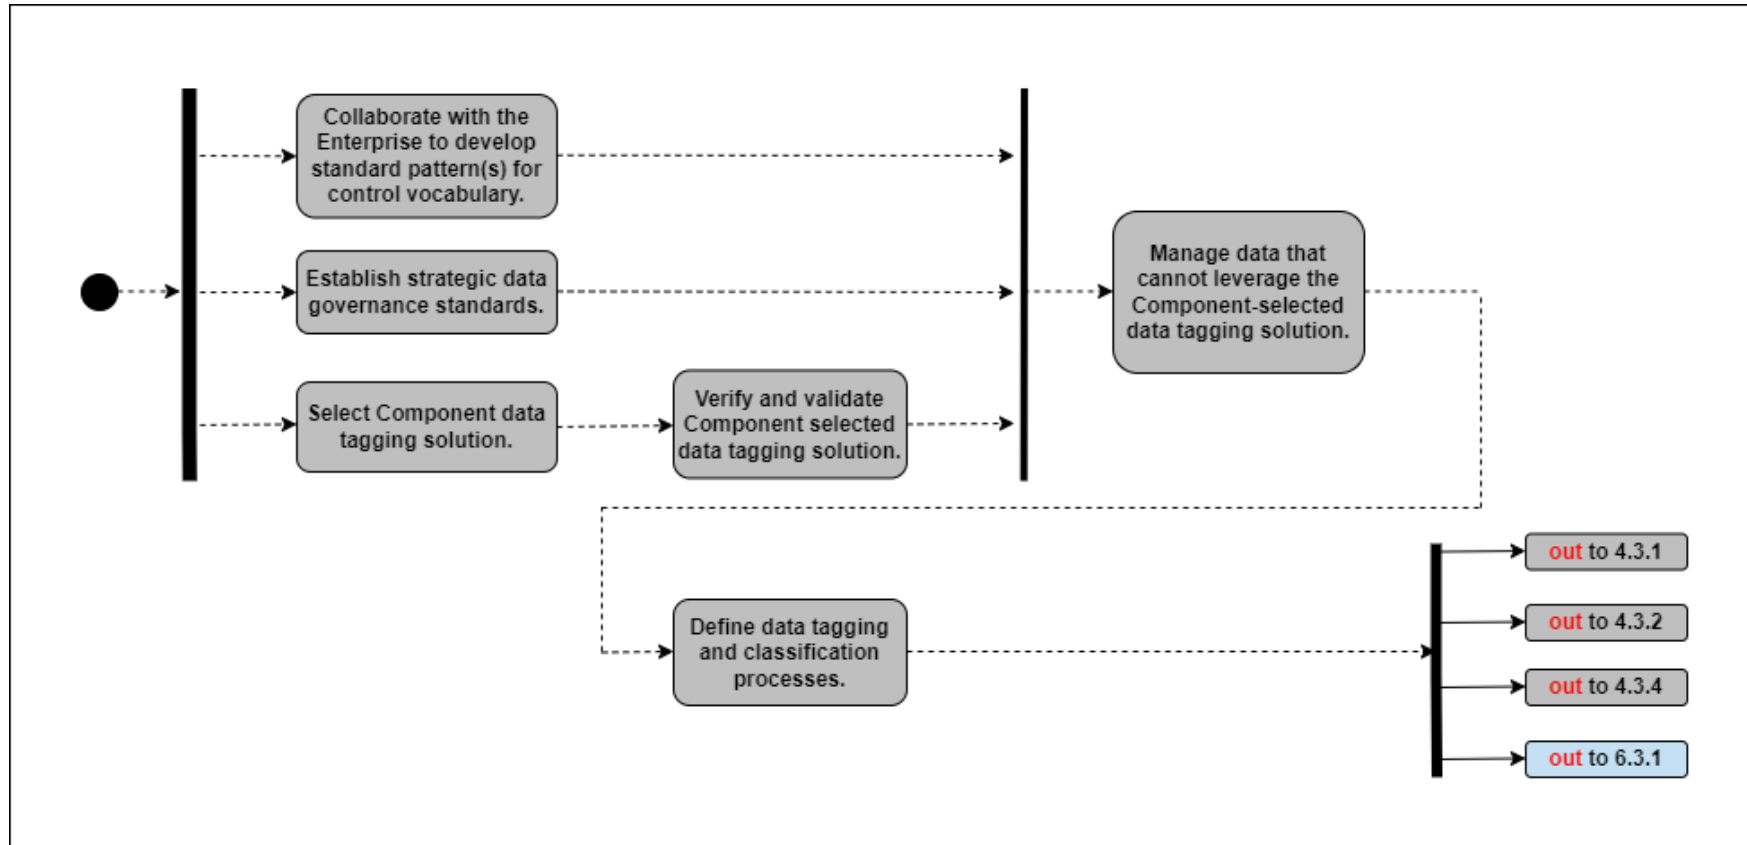 Collaborate with the
Enterprise to develop
standard pattern(s) for
control vocabulary.
Establish strategic data
governance standards.
Select Component data
tagging solution.
Verify and validate
Component selected
data tagging solution.
Manage data that
cannot leverage the
Component-selected
data tagging solution.
Define data tagging
and classification
processes.
out to 4.3.1
out to 4.3.2
out to 4.3.4
out to 6.3.1